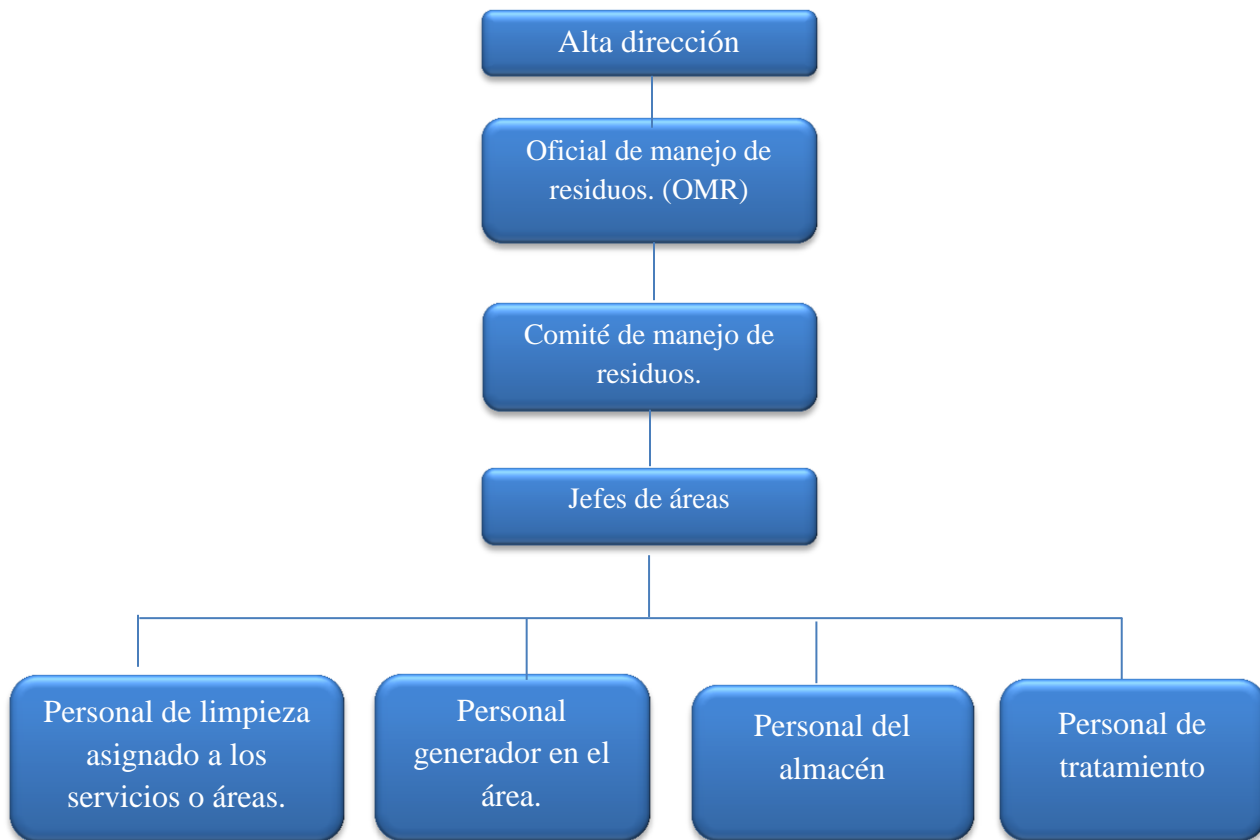 Alta dirección
Oficial de manejo de
residuos. (OMR)
Comité de manejo de
residuos.
Jefes de áreas
Personal de limpieza
asignado a los
servicios o áreas.
Personal
generador en el
área.
Personal del
almacén
Personal de
tratamiento